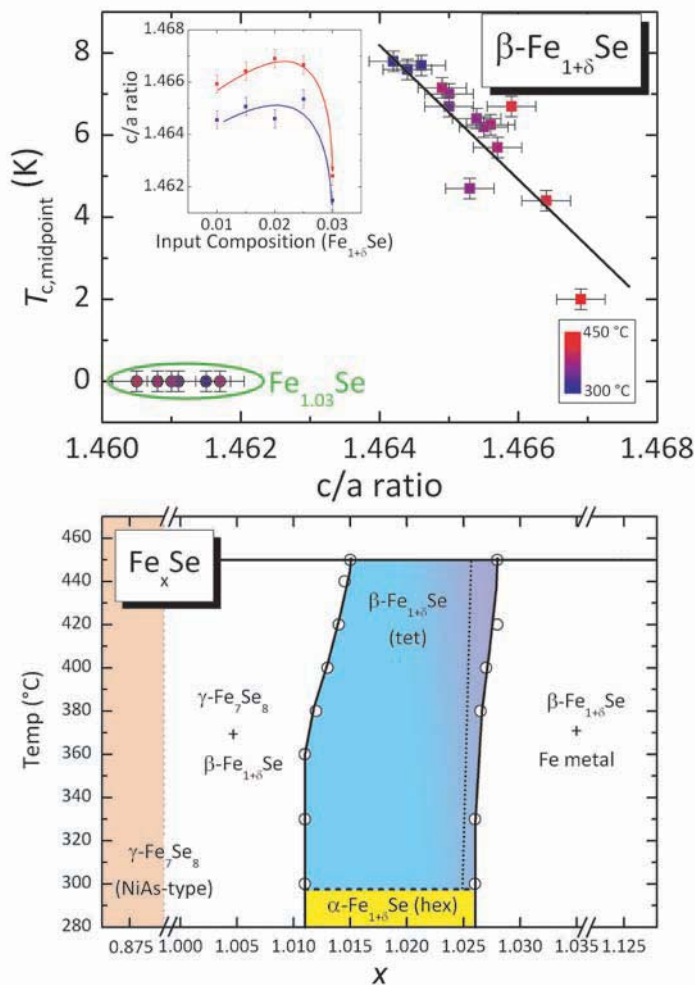 β-Fe₁₊δSe
1.468
1.466
1.464
1.462
c/a ratio
0.01 0.02 0.03
Input Composition (Fe₁₊δSe)
8
6
4
2
0
T꜀,midpoint (K)
450 °C
300 °C
Fe₁.₀₃Se
1.460 1.462 1.464 1.466 1.468
c/a ratio
FeₓSe
460
440
420
400
380
360
330
300
280
Temp (°C)
β-Fe₁₊δSe
(tet)
γ-Fe₇Se₈
+
β-Fe₁₊δSe
β-Fe₁₊δSe
+
Fe metal
γ-Fe₇Se₈
(NiAs-type)
α-Fe₁₊δSe (hex)
0.875 1.000 1.005 1.010 1.015 1.020 1.025 1.030 1.035 1.125
x